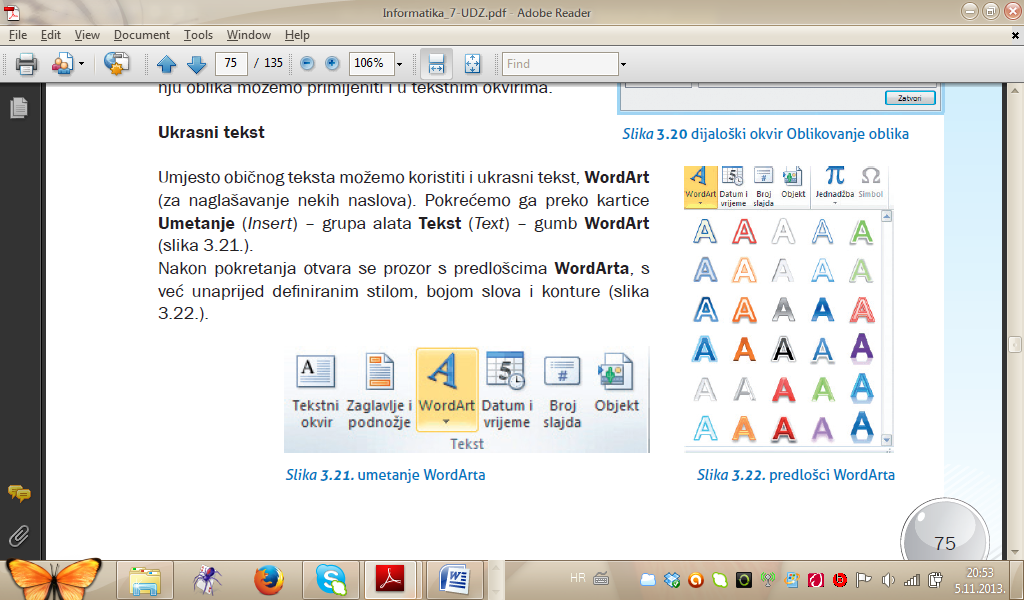 Informatika_7-UDZ.pdf - Adobe Reader
File Edit View Document Tools Window Help
75 / 135 106% Find
nju oblika možemo primijeniti i u tekstnim okvirima.
Zatvori
Ukrasni tekst
Slika 3.20 dijaloški okvir Oblikovanje oblika
Umjesto običnog teksta možemo koristiti i ukrasni tekst, WordArt
(za naglašavanje nekih naslova). Pokrećemo ga preko kartice
Umetanje (Insert) – grupa alata Tekst (Text) – gumb WordArt
(slika 3.21.).
Nakon pokretanja otvara se prozor s predlošcima WordArta, s
već unaprijed definiranim stilom, bojom slova i konture (slika
3.22.).
WordArt Datum i Broj Objekt Jednadžba Simbol
vrijeme slajda
A A A A A
A A A A A
A A A A A
A A A A A
A A A A A
A A A A A
Tekstni Zaglavlje i WordArt Datum i Broj Objekt
okvir podnožje vrijeme slajda
Tekst
Slika 3.21. umetanje WordArta
Slika 3.22. predlošci WordArta
75
HR
20:53
5.11.2013.